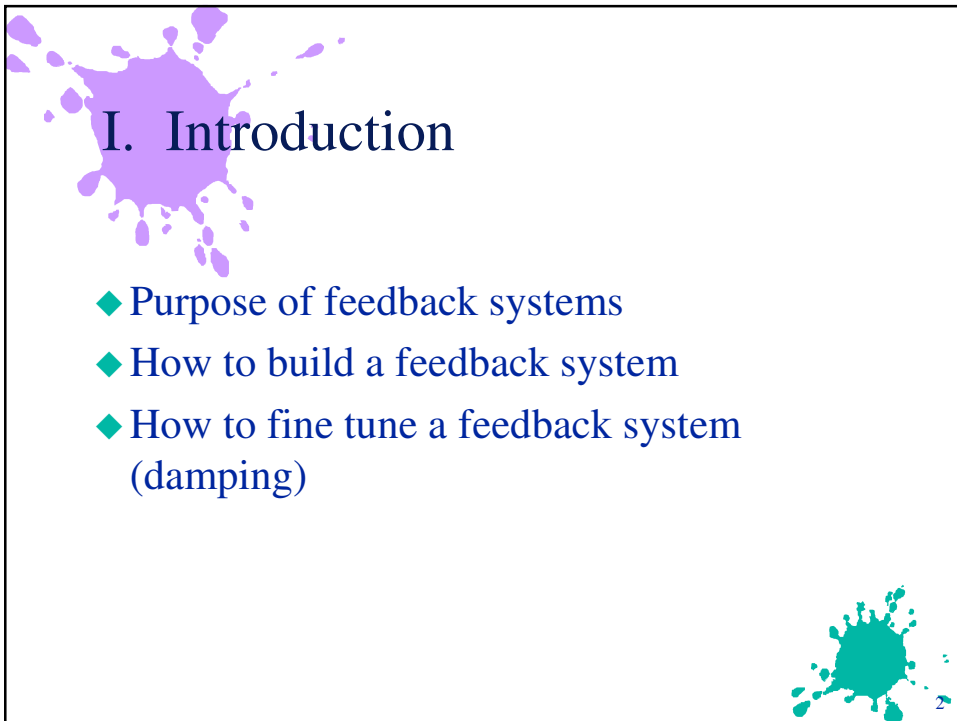 I. Introduction
Purpose of feedback systems
How to build a feedback system
How to fine tune a feedback system
(damping)
2